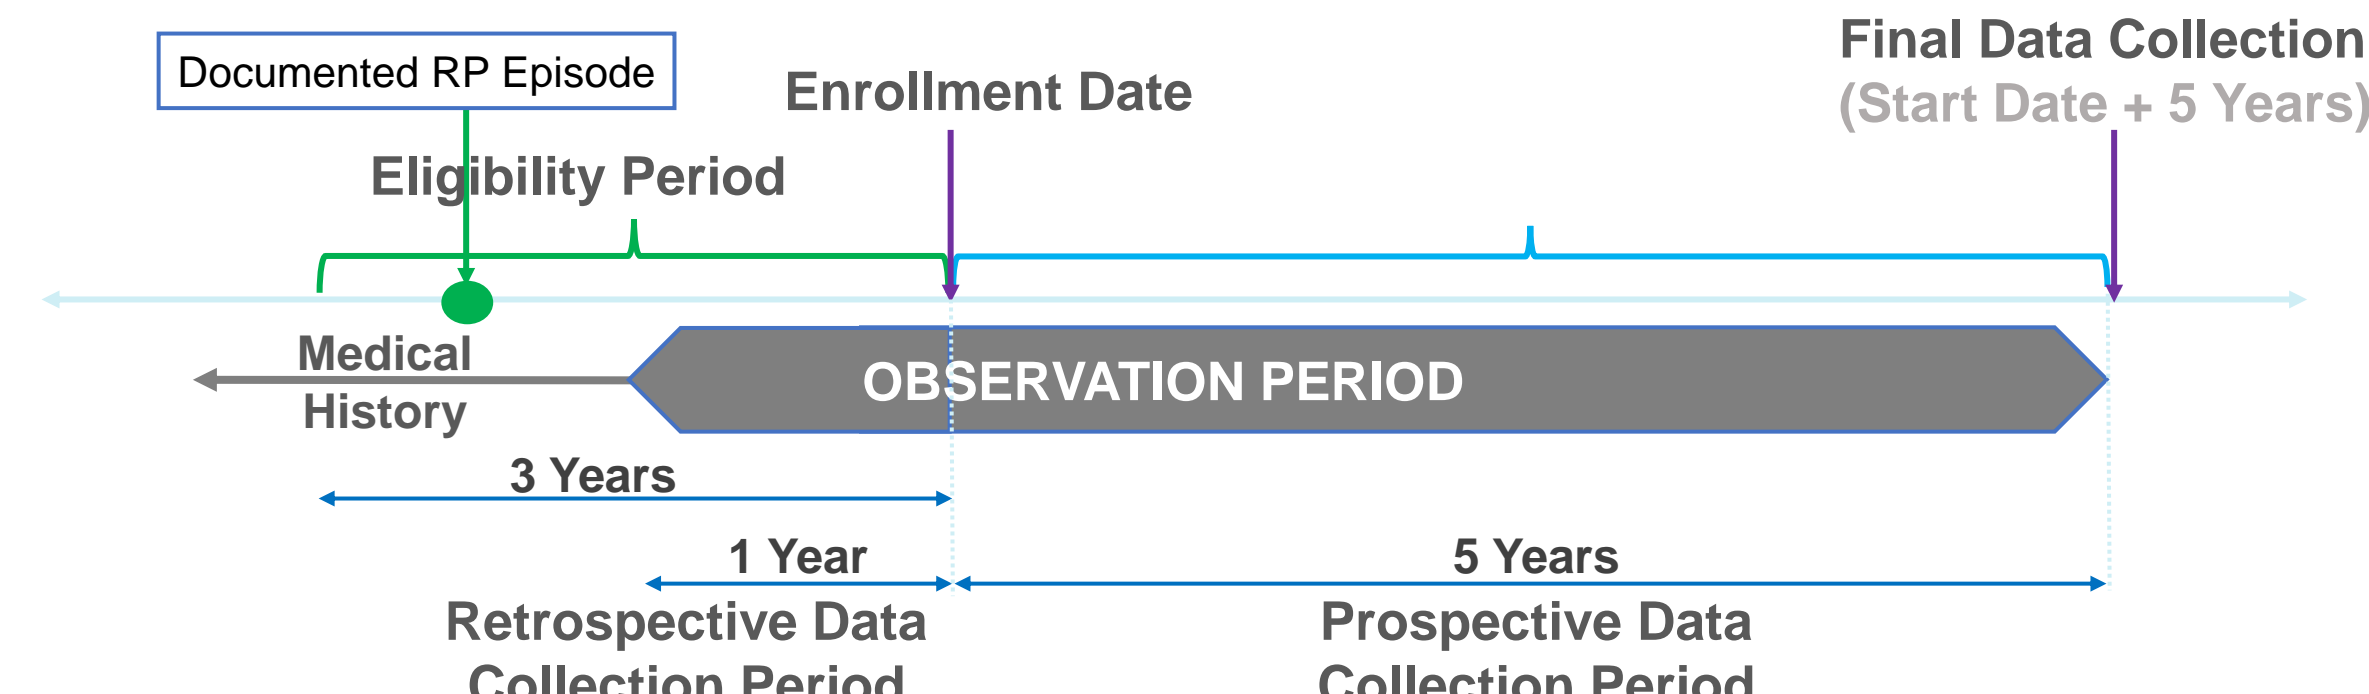 Final Data Collection
(Start Date + 5 Years)
Documented RP Episode
Enrollment Date
Eligibility Period
Medical
History
OBSERVATION PERIOD
3 Years
1 Year
5 Years
Retrospective Data
Collection Period
Prospective Data
Collection Period